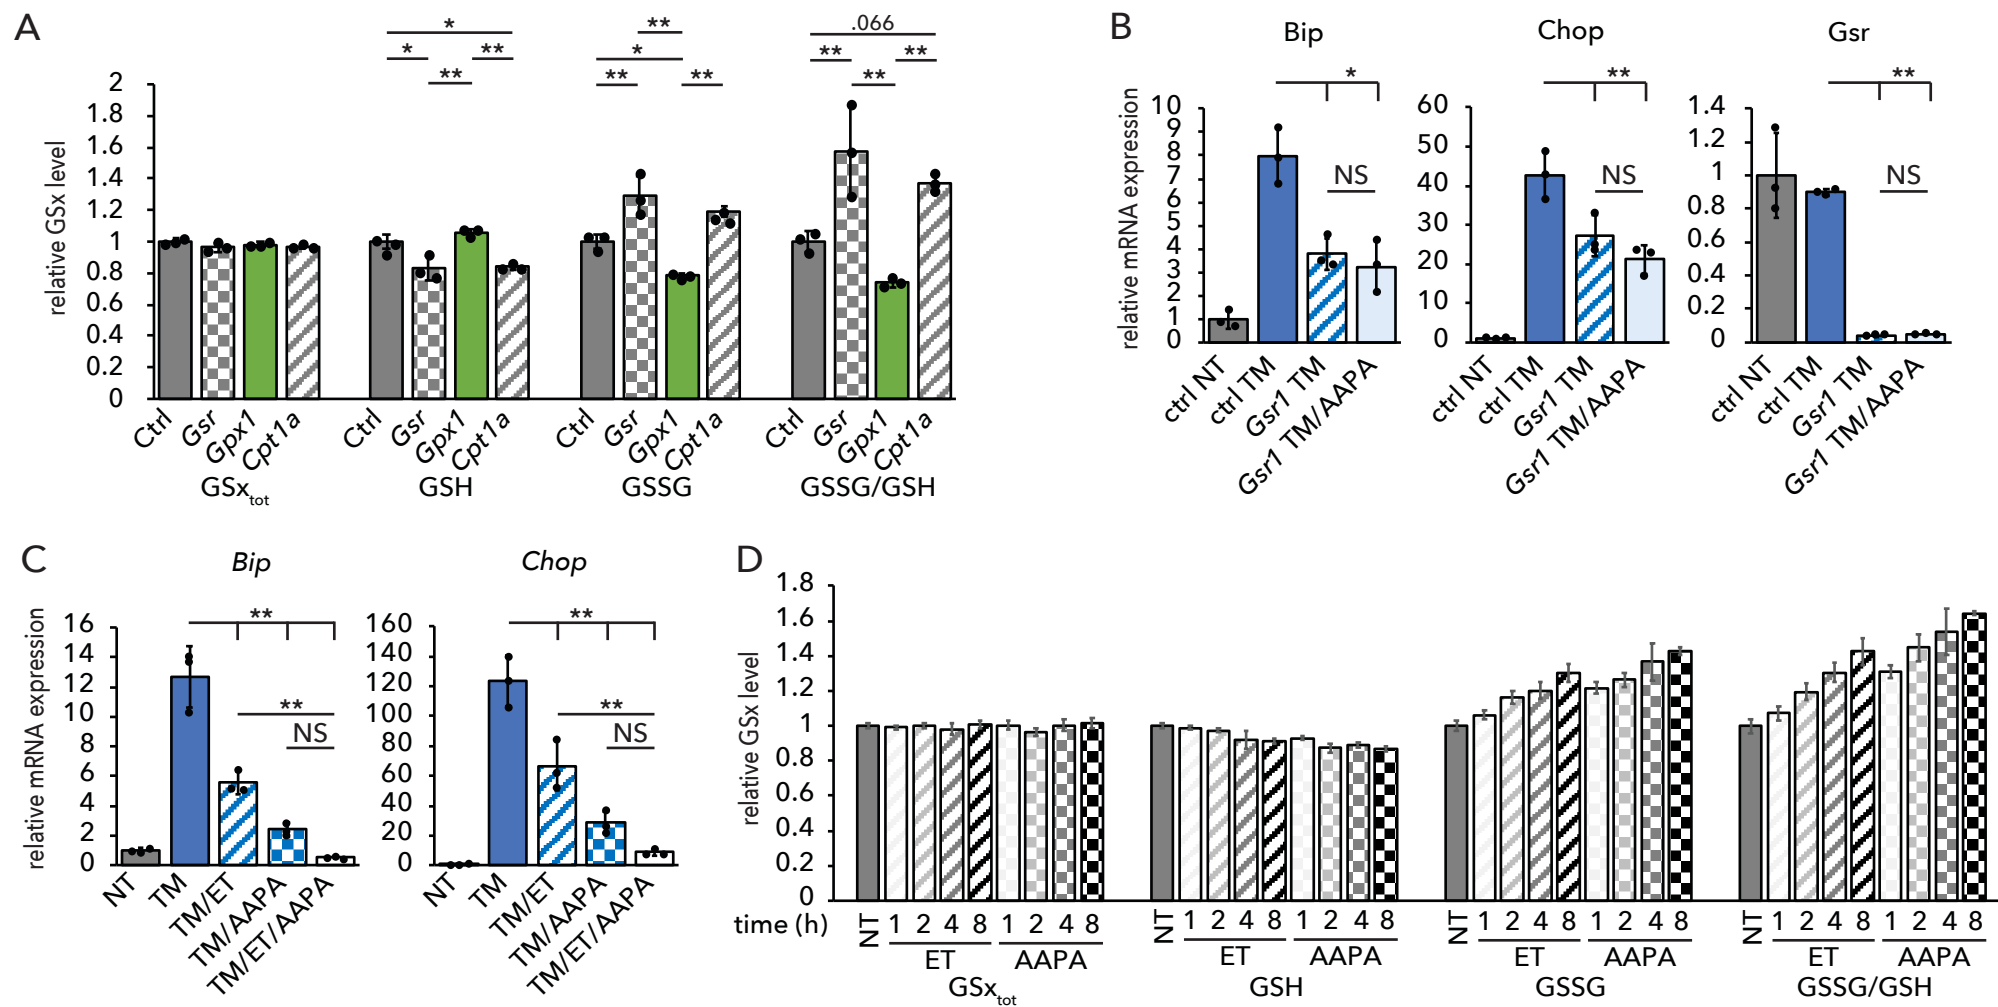 A
*
**
.066
*
**
*
**
**
**
**
**
**
**
2
1.8
1.6
1.4
1.2
1
0.8
0.6
0.4
0.2
0
relative GSx level
Ctrl
Gsr
Gpx1
Cpt1a
Ctrl
Gsr
Gpx1
Cpt1a
Ctrl
Gsr
Gpx1
Cpt1a
Ctrl
Gsr
Gpx1
Cpt1a
GSxtot
GSH
GSSG
GSSG/GSH
B
Bip
*
NS
10
9
8
7
6
5
4
3
2
1
0
relative mRNA expression
ctrl NT
ctrl TM
Gsr1 TM
Gsr1 TM/AAPA
Chop
**
NS
60
50
40
30
20
10
0
ctrl NT
ctrl TM
Gsr1 TM
Gsr1 TM/AAPA
Gsr
**
NS
1.4
1.2
1
0.8
0.6
0.4
0.2
0
ctrl NT
ctrl TM
Gsr1 TM
Gsr1 TM/AAPA
C
Bip
**
**
NS
16
14
12
10
8
6
4
2
0
relative mRNA expression
NT
TM
TM/ET
TM/AAPA
TM/ET/AAPA
Chop
**
**
NS
160
140
120
100
80
60
40
20
0
NT
TM
TM/ET
TM/AAPA
TM/ET/AAPA
D
1.8
1.6
1.4
1.2
1
0.8
0.6
0.4
0.2
0
relative GSx level
time (h)
NT 1 2 4 8 1 2 4 8
NT 1 2 4 8 1 2 4 8
NT 1 2 4 8 1 2 4 8
NT 1 2 4 8 1 2 4 8
ET AAPA
ET AAPA
ET AAPA
ET AAPA
GSxtot
GSH
GSSG
GSSG/GSH